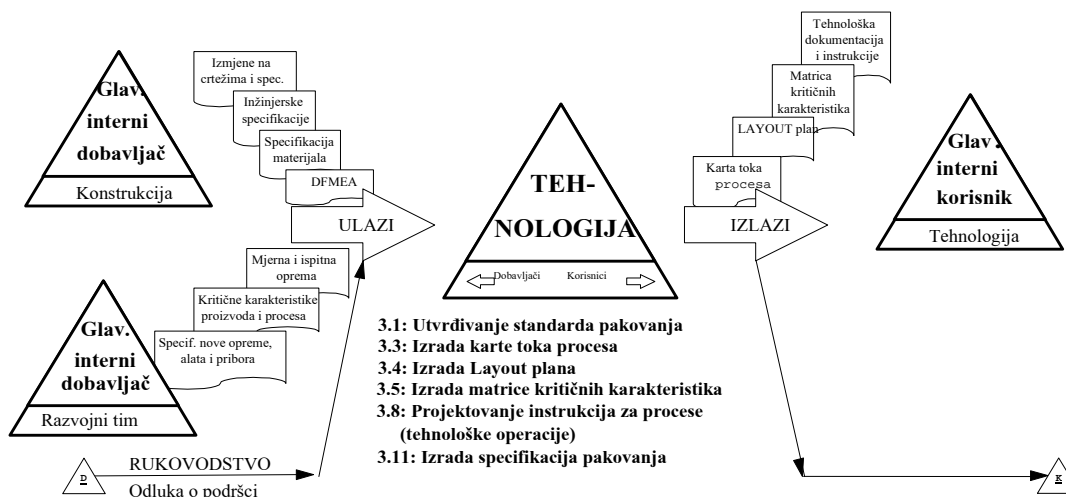 Glav.
interni
dobavljač
Konstrukcija
Izmjene na
crtežima i spec.
Inžinjerske
specifikacije
Specifikacija
materijala
DFMEA
ULAZI
Mjerna i ispitna
oprema
Kritične karakteristike
proizvoda i procesa
Specif. nove opreme,
alata i pribora
Glav.
interni
dobavljač
Razvojni tim
D
RUKOVODSTVO
Odluka o podršci
TEH-
NOLOGIJA
Dobavljači
Korisnici
3.1: Utvrđivanje standarda pakovanja
3.3: Izrada karte toka procesa
3.4: Izrada Layout plana
3.5: Izrada matrice kritičnih karakteristika
3.8: Projektovanje instrukcija za procese
(tehnološke operacije)
3.11: Izrada specifikacija pakovanja
Tehnološka
dokumentacija
i instrukcije
Matrica
kritičnih
karakteristika
LAYOUT plan
Karta toka
procesa
IZLAZI
Glav.
interni
korisnik
Tehnologija
K